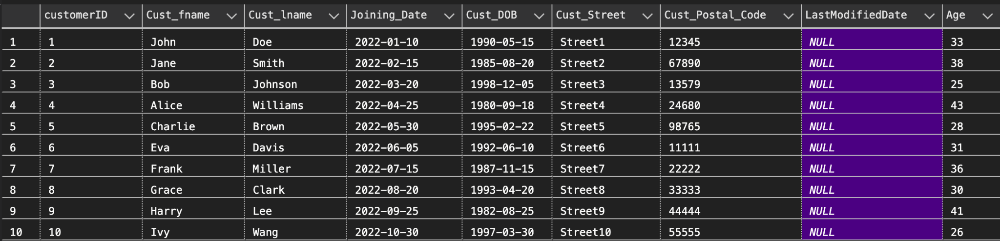 customerID Cust_fname Cust_lname Joining_Date Cust_DOB Cust_Street Cust_Postal_Code LastModifiedDate Age
1 1 John Doe 2022-01-10 1990-05-15 Street1 12345 NULL 33
2 2 Jane Smith 2022-02-15 1985-08-20 Street2 67890 NULL 38
3 3 Bob Johnson 2022-03-20 1998-12-05 Street3 13579 NULL 25
4 4 Alice Williams 2022-04-25 1980-09-18 Street4 24680 NULL 43
5 5 Charlie Brown 2022-05-30 1995-02-22 Street5 98765 NULL 28
6 6 Eva Davis 2022-06-05 1992-06-10 Street6 11111 NULL 31
7 7 Frank Miller 2022-07-15 1987-11-15 Street7 22222 NULL 36
8 8 Grace Clark 2022-08-20 1993-04-20 Street8 33333 NULL 30
9 9 Harry Lee 2022-09-25 1982-08-25 Street9 44444 NULL 41
10 10 Ivy Wang 2022-10-30 1997-03-30 Street10 55555 NULL 26